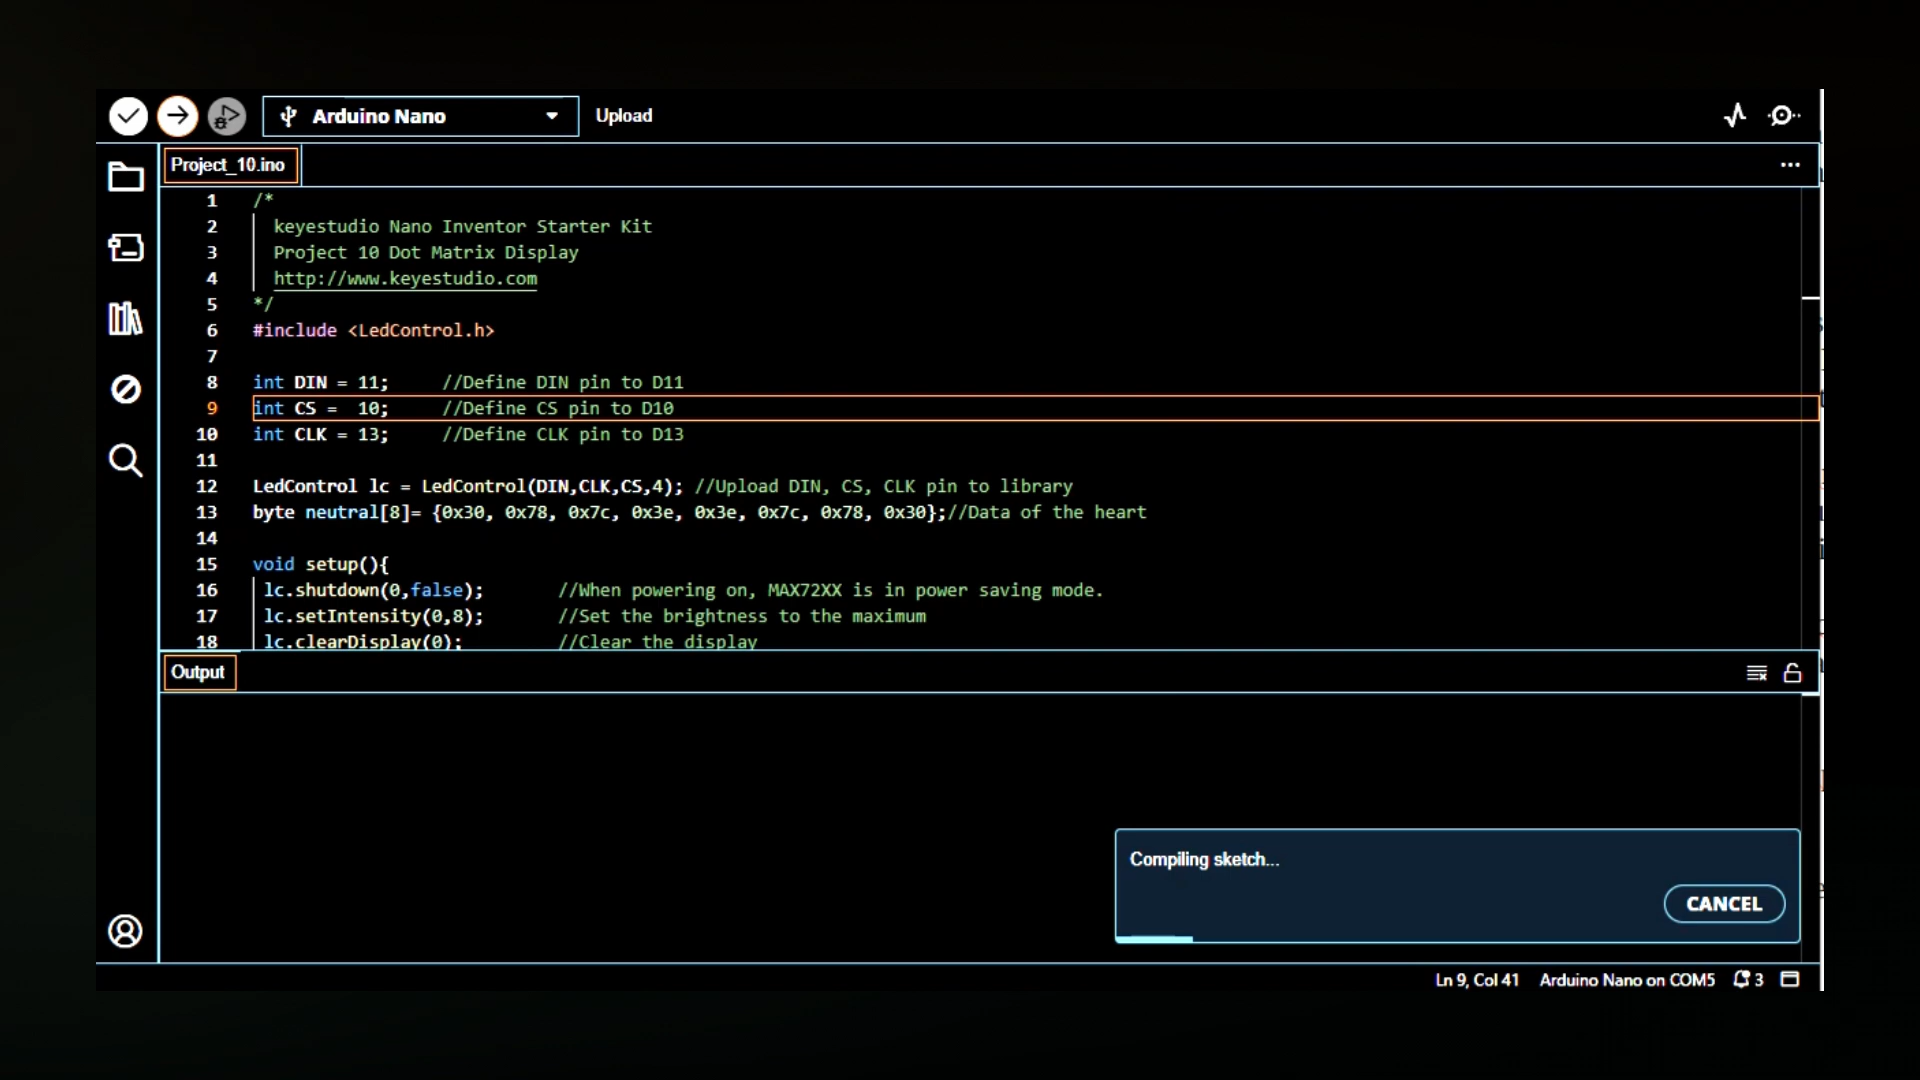 Arduino Nano Upload
Project_10.ino
1 /*
2 keyestudio Nano Inventor Starter Kit
3 Project 10 Dot Matrix Display
4 http://www.keyestudio.com
5 */
6 #include <LedControl.h>
7
8 int DIN = 11; //Define DIN pin to D11
9 int CS = 10; //Define CS pin to D10
10 int CLK = 13; //Define CLK pin to D13
11
12 LedControl lc = LedControl(DIN,CLK,CS,4); //Upload DIN, CS, CLK pin to library
13 byte neutral[8]= {0x30, 0x78, 0x7c, 0x3e, 0x3e, 0x7c, 0x78, 0x30};//Data of the heart
14
15 void setup(){
16 lc.shutdown(0,false); //When powering on, MAX72XX is in power saving mode.
17 lc.setIntensity(0,8); //Set the brightness to the maximum
18 lc.clearDisplay(0); //Clear the display
Output
Compiling sketch...
CANCEL
Ln 9, Col 41 Arduino Nano on COM5 3